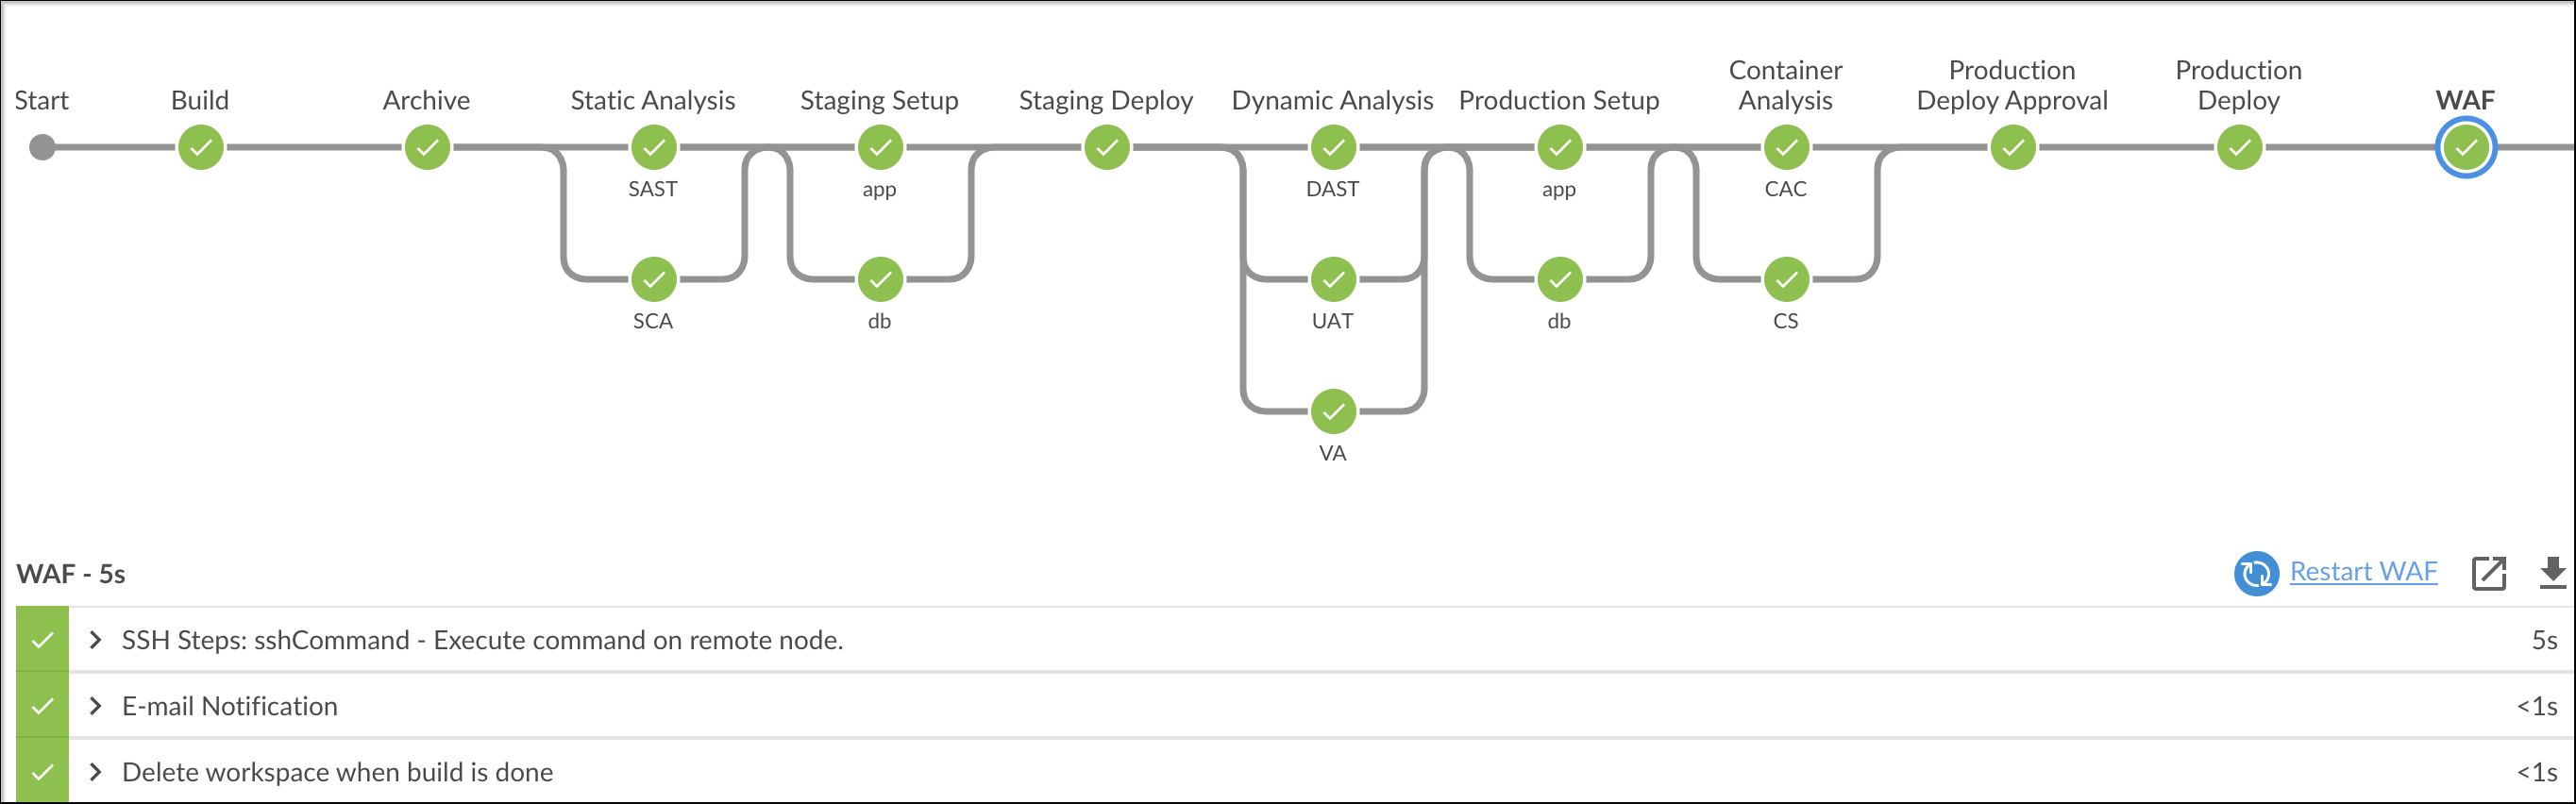 Start
Build
Archive
Static Analysis
Staging Setup
Staging Deploy
Dynamic Analysis
Production Setup
Container
Analysis
Production
Deploy Approval
Production
Deploy
WAF
SAST
app
DAST
app
CAC
SCA
db
UAT
db
CS
VA
WAF - 5s
Restart WAF
SSH Steps: sshCommand - Execute command on remote node.
5s
E-mail Notification
<1s
Delete workspace when build is done
<1s